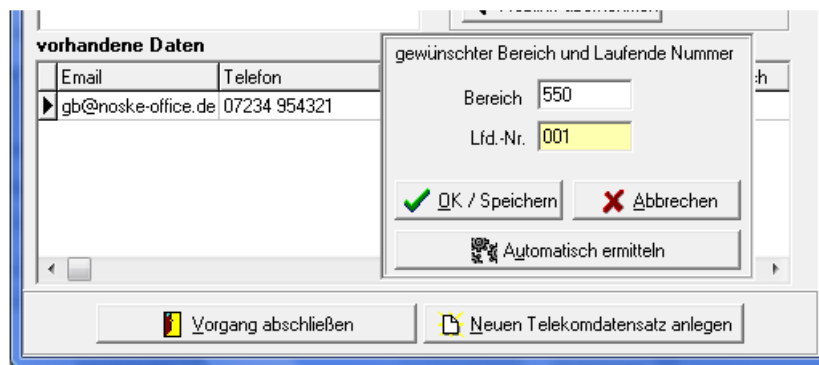 vorhandene Daten
Email Telefon
gb@noske-office.de 07234 954321
gewünschter Bereich und Laufende Nummer
Bereich 550
Lfd.-Nr. 001
OK / Speichern Abbrechen
Automatisch ermitteln
Vorgang abschließen Neuen Telekomdatensatz anlegen